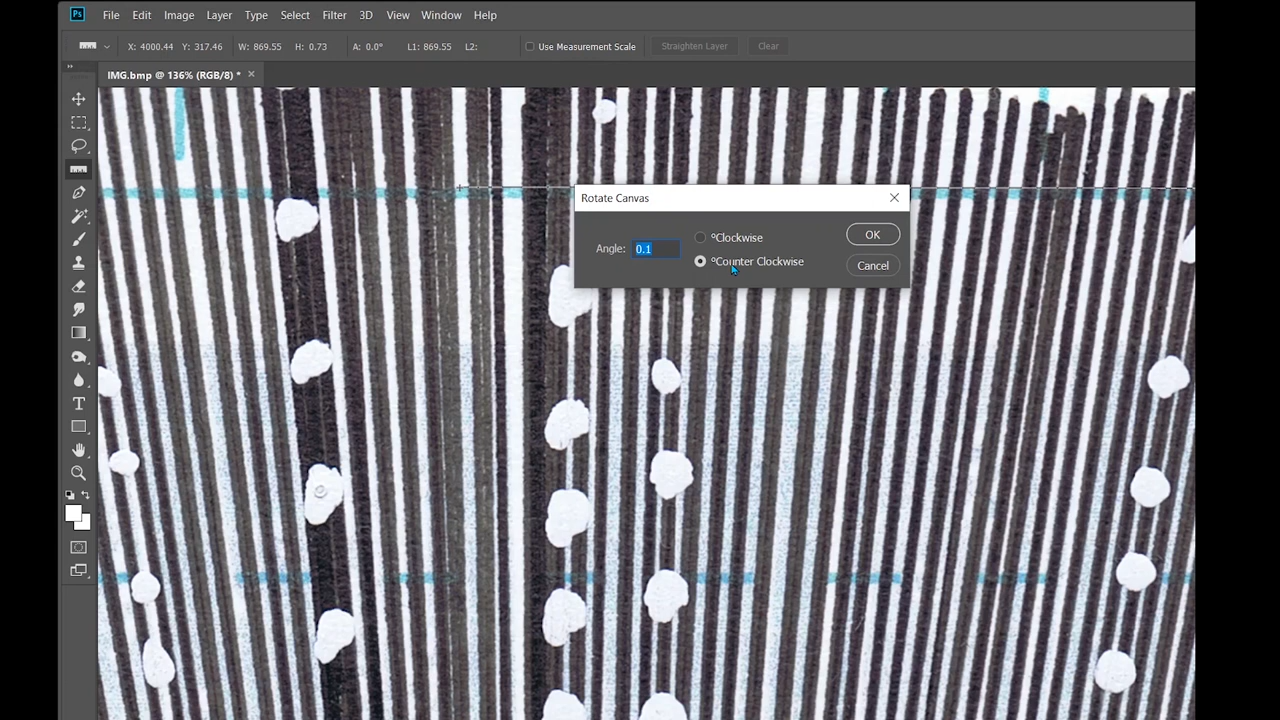 Ps File Edit Image Layer Type Select Filter 3D View Window Help
X: 4000.44 Y: 317.46 W: 869.55 H: 0.73 A: 0.0° L1: 869.55 L2: Use Measurement Scale Straighten Layer Clear
IMG.bmp @ 136% (RGB/8) *
Rotate Canvas
°Clockwise
OK
Angle: 0.1
°Counter Clockwise
Cancel
T